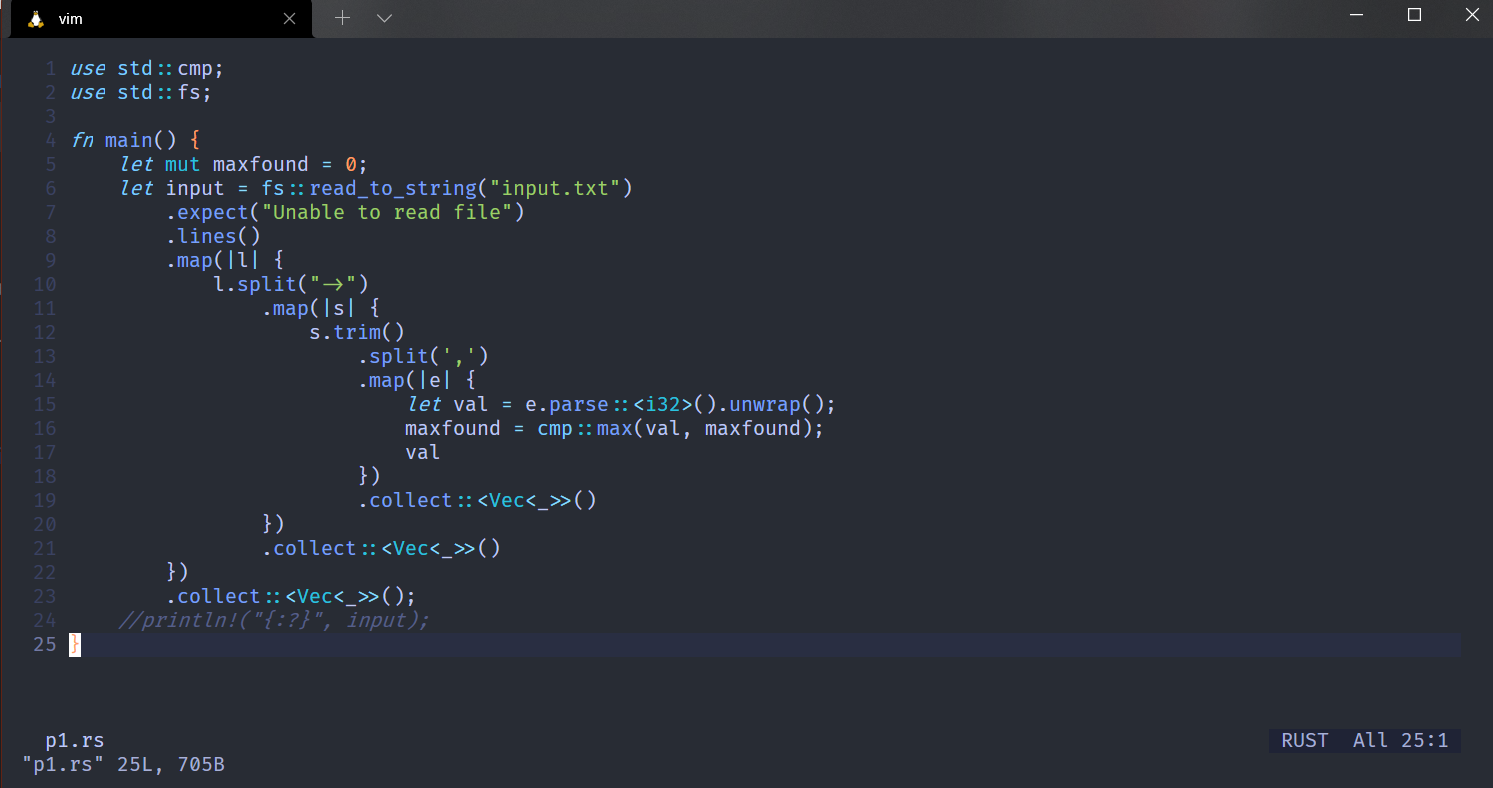 vim
1 use std::cmp;
2 use std::fs;
3
4 fn main() {
5     let mut maxfound = 0;
6     let input = fs::read_to_string("input.txt")
7         .expect("Unable to read file")
8         .lines()
9         .map(|l| {
10             l.split("->")
11                 .map(|s| {
12                     s.trim()
13                         .split(',')
14                         .map(|e| {
15                             let val = e.parse::<i32>().unwrap();
16                             maxfound = cmp::max(val, maxfound);
17                             val
18                         })
19                         .collect::<Vec<_>>()
20                 })
21                 .collect::<Vec<_>>()
22         })
23         .collect::<Vec<_>>();
24     //println!("{:?}", input);
25 }
p1.rs RUST All 25:1
"p1.rs" 25L, 705B